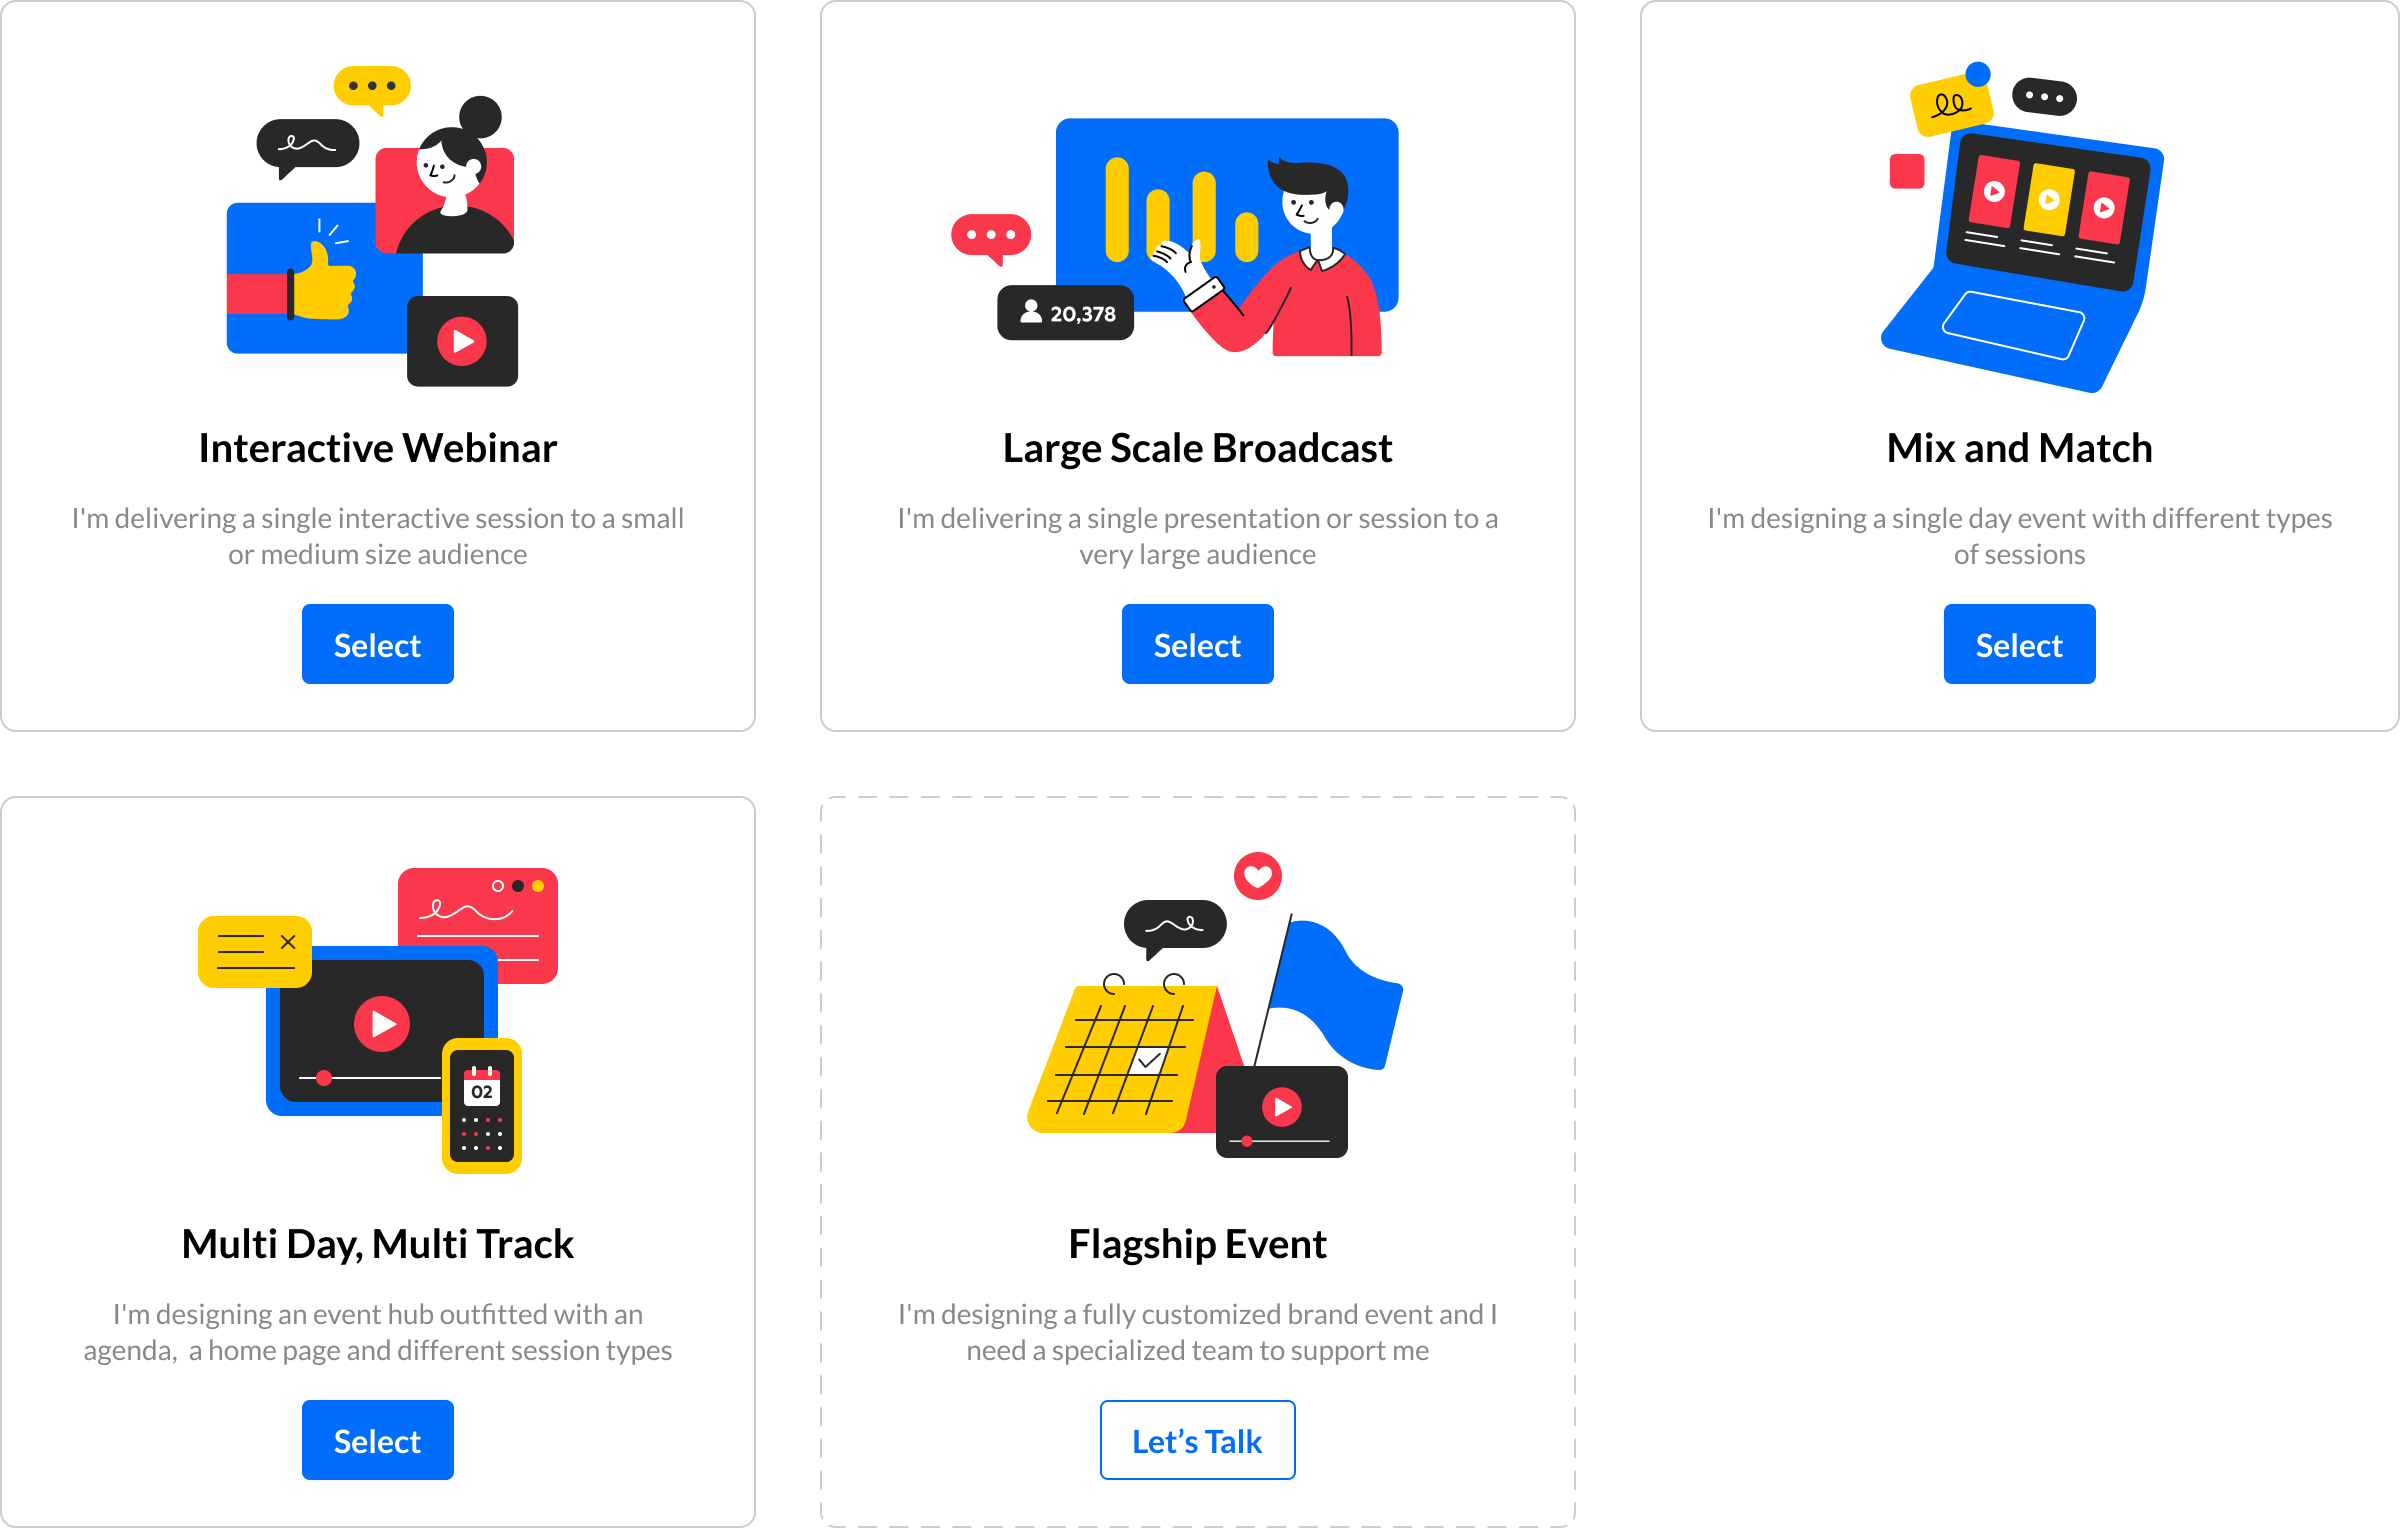 20,378
Interactive Webinar
I'm delivering a single interactive session to a small
or medium size audience
Select
Large Scale Broadcast
I'm delivering a single presentation or session to a
very large audience
Select
Mix and Match
I'm designing a single day event with different types
of sessions
Select
02
Multi Day, Multi Track
I'm designing an event hub outfitted with an
agenda,  a home page and different session types
Select
Flagship Event
I'm designing a fully customized brand event and I
need a specialized team to support me
Let’s Talk